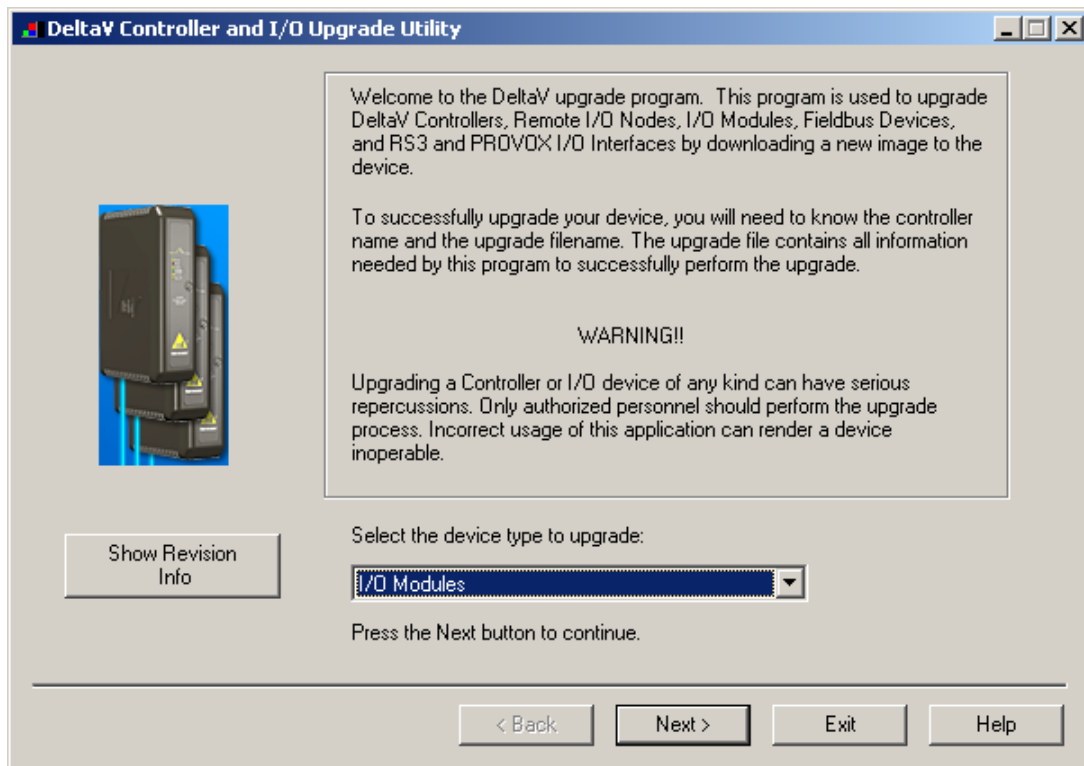 DeltaV Controller and I/O Upgrade Utility
Welcome to the DeltaV upgrade program. This program is used to upgrade
DeltaV Controllers, Remote I/O Nodes, I/O Modules, Fieldbus Devices,
and RS3 and PROVOX I/O Interfaces by downloading a new image to the
device.
To successfully upgrade your device, you will need to know the controller
name and the upgrade filename. The upgrade file contains all information
needed by this program to successfully perform the upgrade.
WARNING!!
Upgrading a Controller or I/O device of any kind can have serious
repercussions. Only authorized personnel should perform the upgrade
process. Incorrect usage of this application can render a device
inoperable.
Show Revision
Info
Select the device type to upgrade:
I/O Modules
Press the Next button to continue.
< Back
Next >
Exit
Help